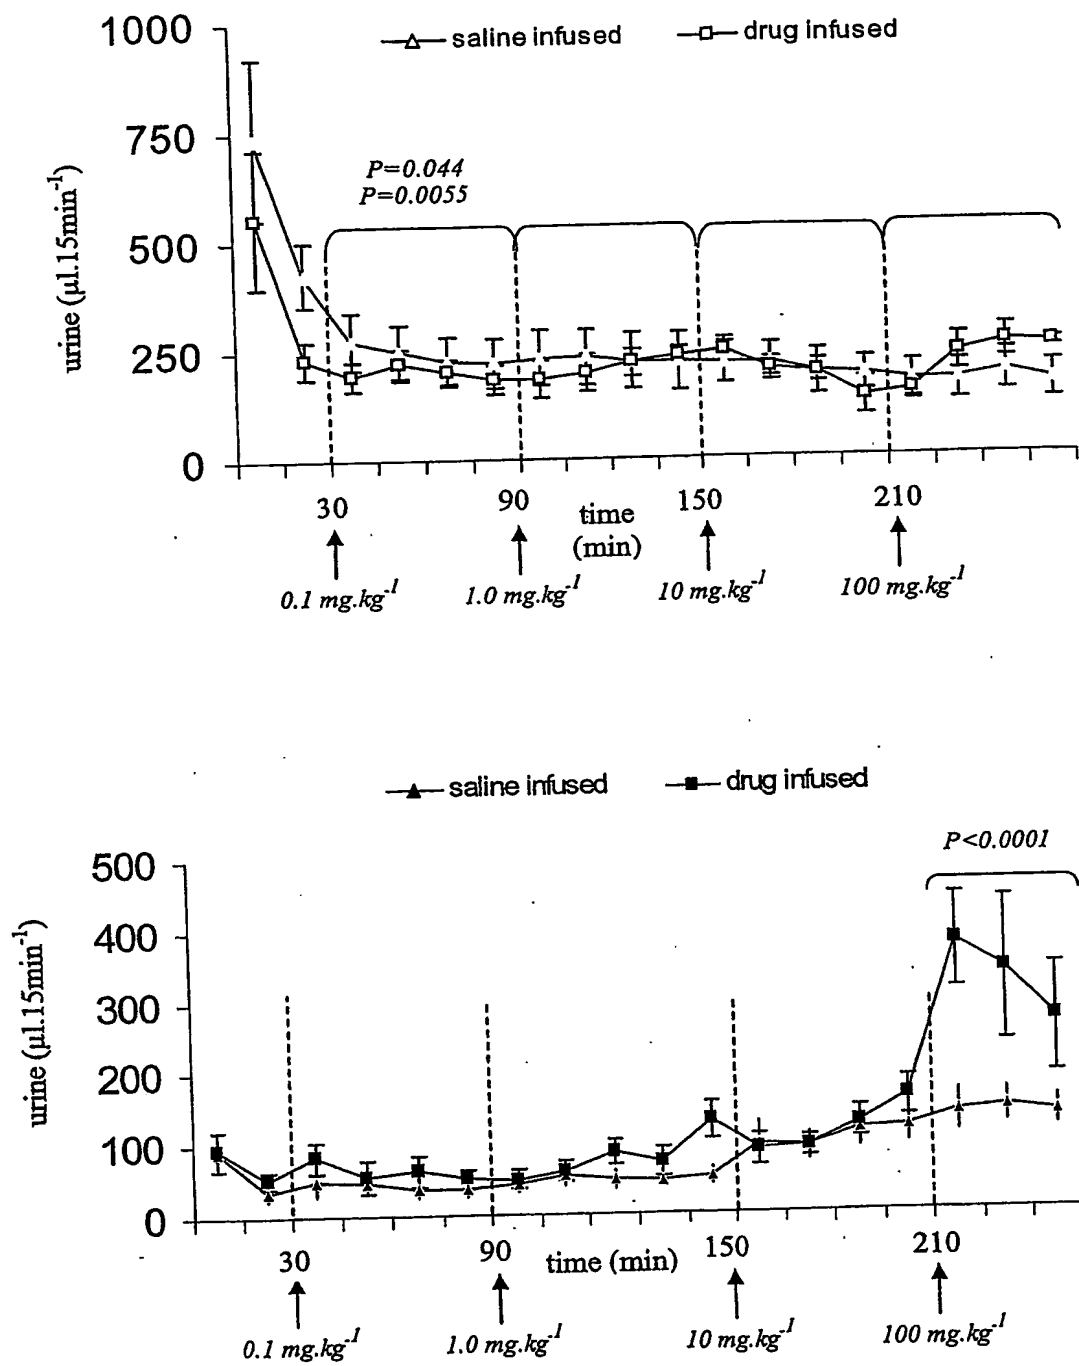 1000
saline infused drug infused
750
P=0.044
P=0.0055
urine (µl.15min⁻¹)
500
250
0
30 90 150 210
time
(min)
0.1 mg.kg⁻¹ 1.0 mg.kg⁻¹ 10 mg.kg⁻¹ 100 mg.kg⁻¹
saline infused drug infused
P<0.0001
500
400
urine (µl.15min⁻¹)
300
200
100
0
30 90 time (min) 150 210
0.1 mg.kg⁻¹ 1.0 mg.kg⁻¹ 10 mg.kg⁻¹ 100 mg.kg⁻¹